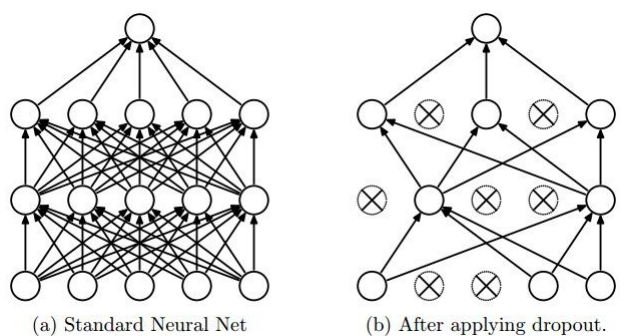 (a) Standard Neural Net
(b) After applying dropout.